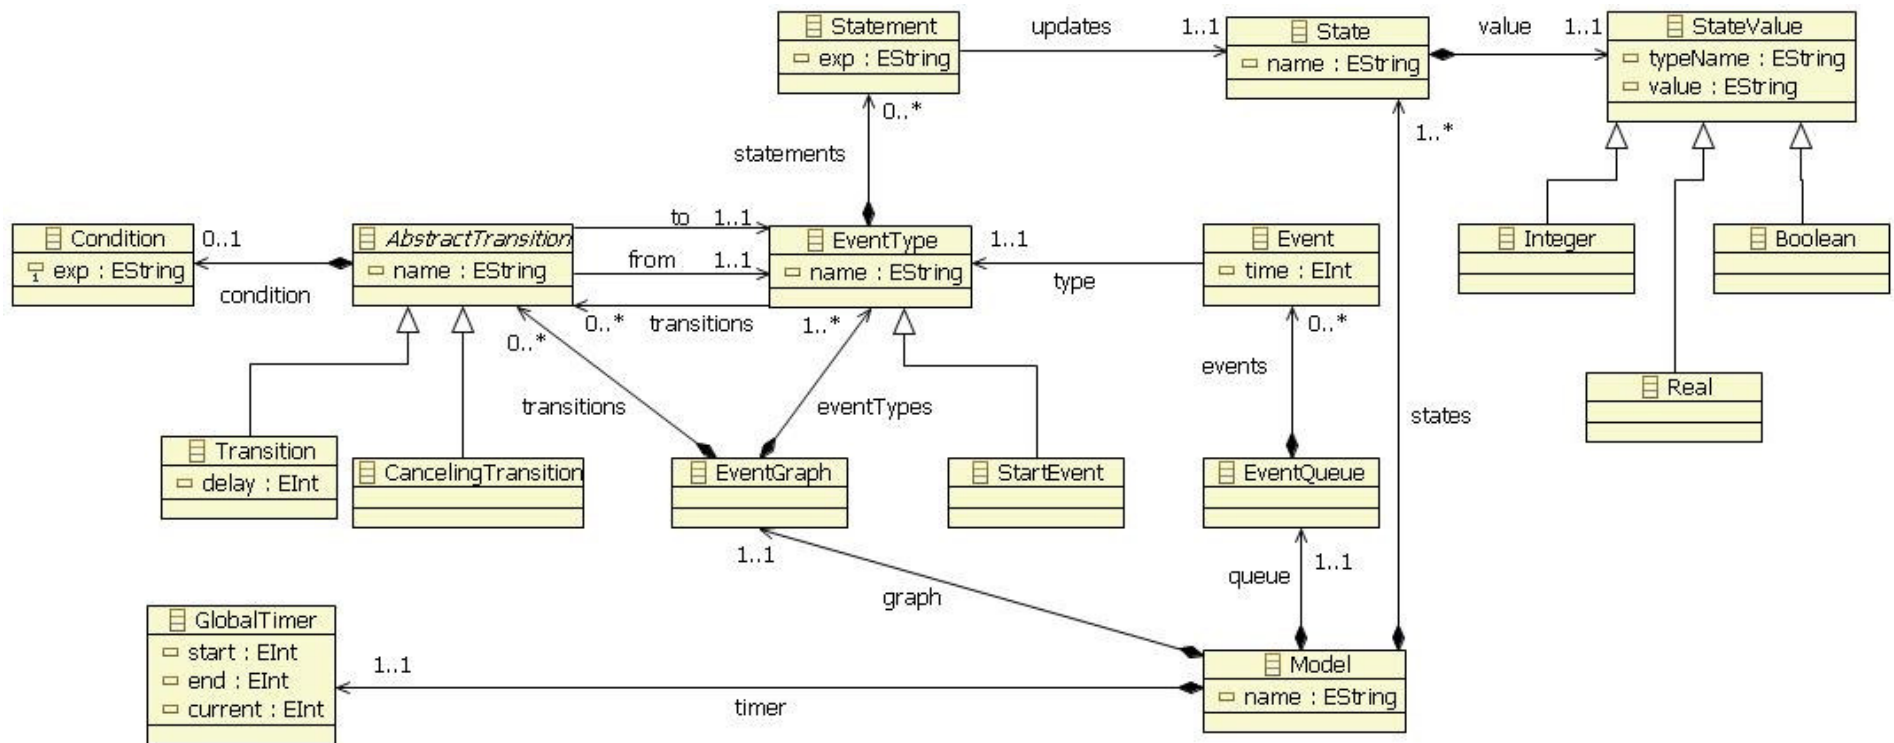 Statement
exp : EString
updates
1..1
State
name : EString
value
1..1
StateValue
typeName : EString
value : EString
0..*
statements
1..*
Condition
exp : EString
0..1
condition
AbstractTransition
name : EString
to 1..1
from 1..1
0..* transitions
EventType
name : EString
1..1
type
Event
time : EInt
Integer
Boolean
0..*
transitions
1..*
eventTypes
0..*
events
states
Real
Transition
delay : EInt
CancelingTransition
EventGraph
StartEvent
EventQueue
1..1
graph
queue
1..1
GlobalTimer
start : EInt
end : EInt
current : EInt
1..1
timer
Model
name : EString